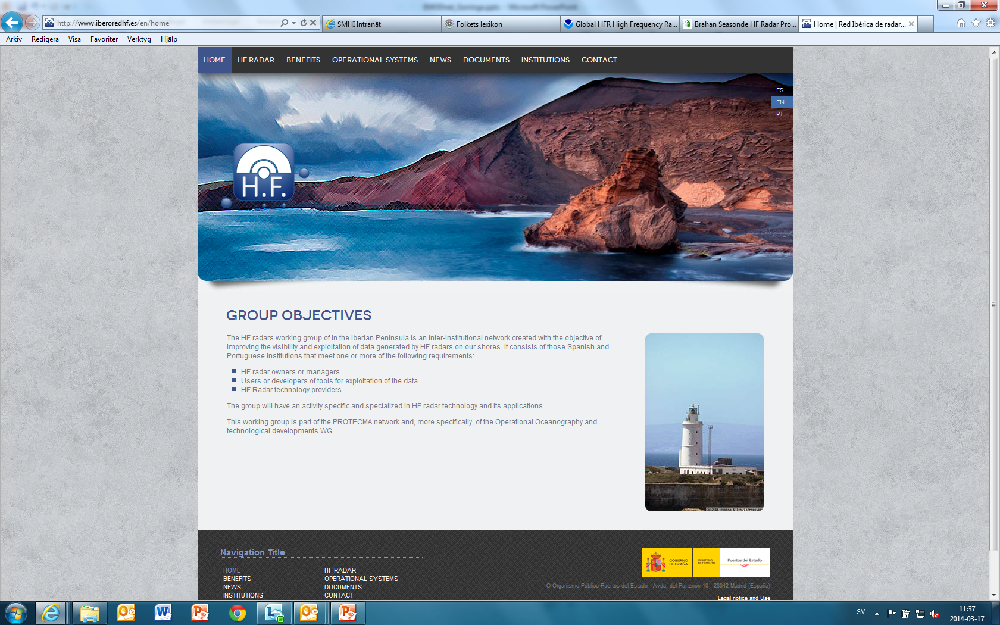 http://www.iberoredhf.es/en/home
SMHI Intranät
Folkets lexikon
Global HFR High Frequency Ra...
Brahan Seasonde HF Radar Pro...
Home | Red Ibérica de radar...
Arkiv Redigera Visa Favoriter Verktyg Hjälp
HOME HF RADAR BENEFITS OPERATIONAL SYSTEMS NEWS DOCUMENTS INSTITUTIONS CONTACT
ES
EN
PT
H.F.
GROUP OBJECTIVES
The HF radars working group of in the Iberian Peninsula is an inter-institutional network created with the objective of
improving the visibility and exploitation of data generated by HF radars on our shores. It consists of those Spanish and
Portuguese institutions that meet one or more of the following requirements:
HF radar owners or managers
Users or developers of tools for exploitation of the data
HF Radar technology providers
The group will have an activity specific and specialized in HF radar technology and its applications.
This working group is part of the PROTECMA network and, more specifically, of the Operational Oceanography and
technological developments WG.
Navigation Title
HOME HF RADAR
BENEFITS OPERATIONAL SYSTEMS
NEWS DOCUMENTS
INSTITUTIONS CONTACT
GOBIERNO
DE ESPAÑA
MINISTERIO
DE FOMENTO
Puertos del Estado
© Organismo Público Puertos del Estado - Avda. del Partenón 10 - 28042 Madrid (España)
Legal notice and Use
SV
11:37
2014-03-17